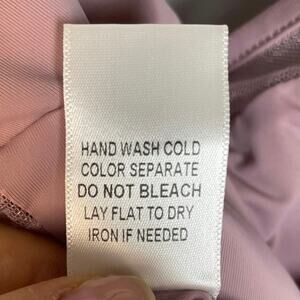 HAND WASH COLD
COLOR SEPARATE
DO NOT BLEACH
LAY FLAT TO DRY
IRON IF NEEDED